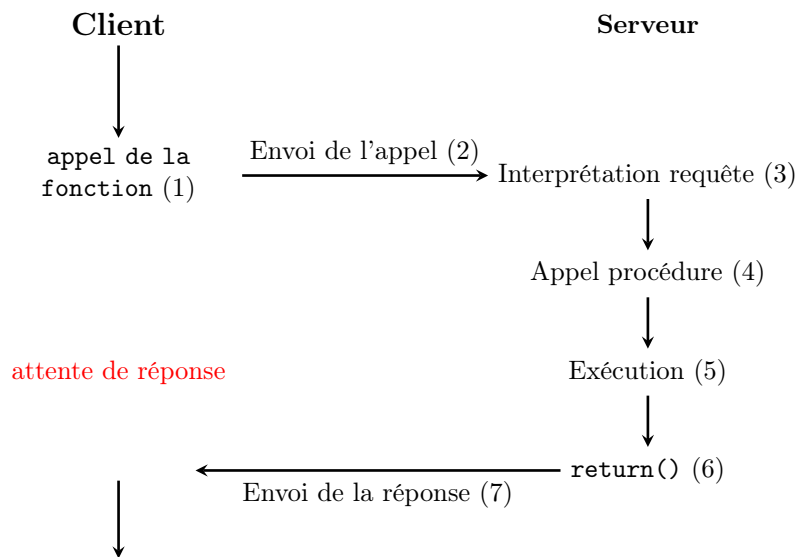 Client
Serveur
appel de la
fonction (1)
Envoi de l'appel (2)
Interprétation requête (3)
Appel procédure (4)
attente de réponse
Exécution (5)
return() (6)
Envoi de la réponse (7)